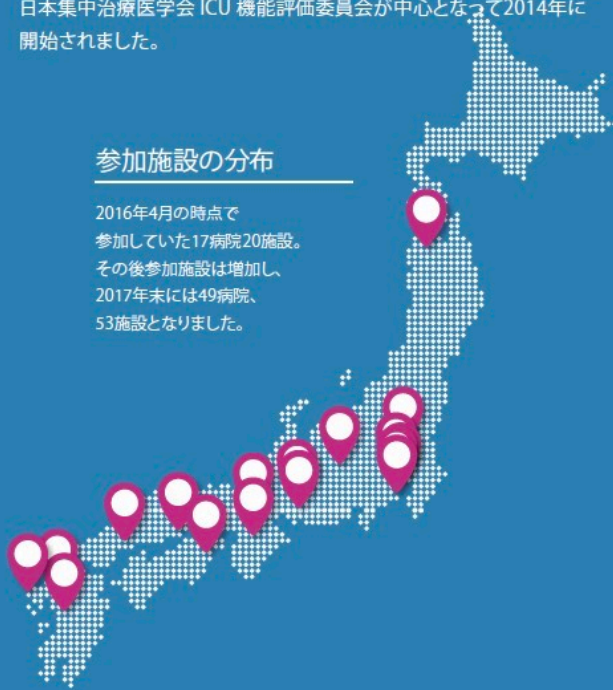 日本集中治療医学会 ICU 機能評価委員会が中心となって2014年に
開始されました。
参加施設の分布
2016年4月の時点で
参加していた17病院20施設。
その後参加施設は増加し、
2017年末には49病院、
53施設となりました。